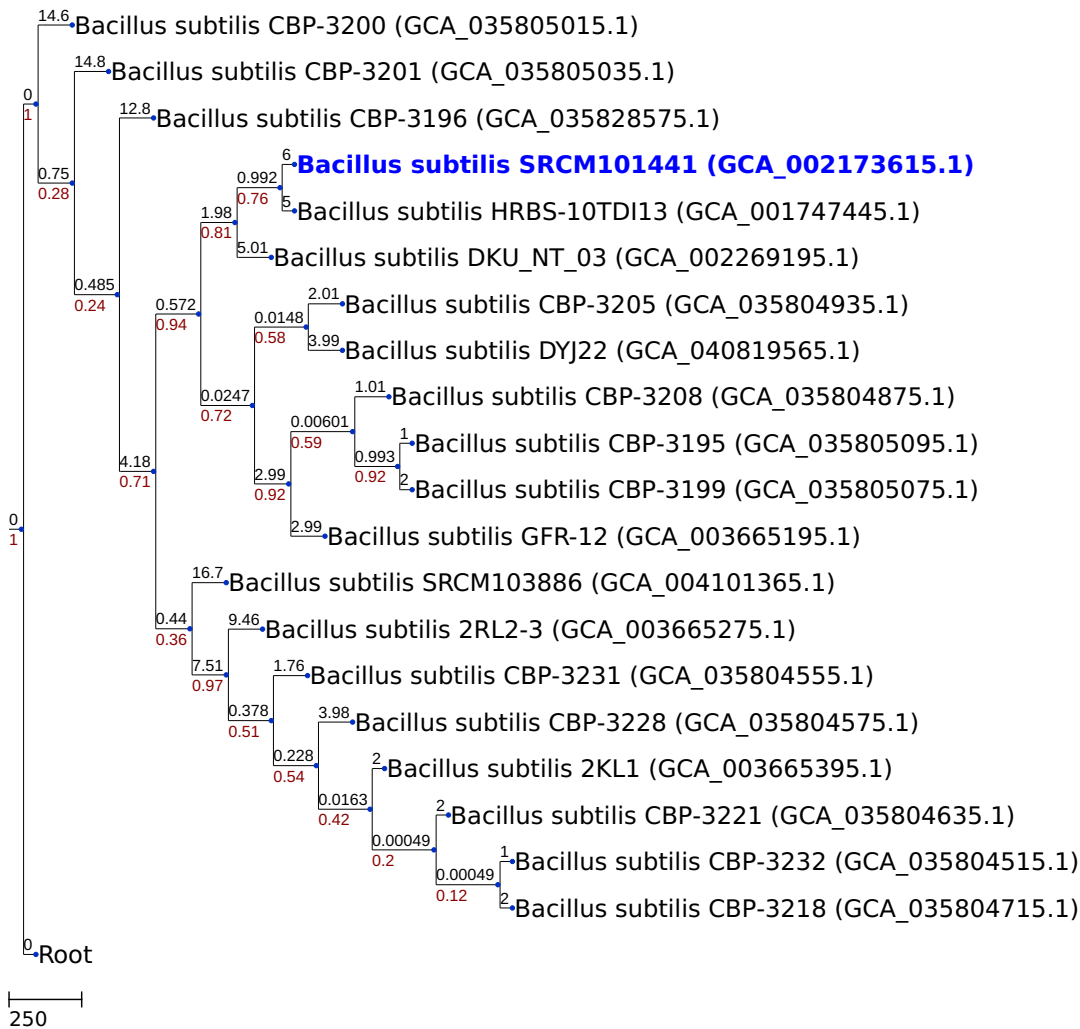 14.6
Bacillus subtilis CBP-3200 (GCA_035805015.1)
14.8
Bacillus subtilis CBP-3201 (GCA_035805035.1)
0
1
12.8
Bacillus subtilis CBP-3196 (GCA_035828575.1)
6
Bacillus subtilis SRCM101441 (GCA_002173615.1)
0.992
0.76
0.75
0.28
5
Bacillus subtilis HRBS-10TDI13 (GCA_001747445.1)
1.98
0.81
5.01
Bacillus subtilis DKU_NT_03 (GCA_002269195.1)
0.485
0.24
2.01
Bacillus subtilis CBP-3205 (GCA_035804935.1)
0.572
0.94
0.0148
0.58
3.99
Bacillus subtilis DYJ22 (GCA_040819565.1)
1.01
Bacillus subtilis CBP-3208 (GCA_035804875.1)
0.0247
0.72
0.00601
0.59
1
Bacillus subtilis CBP-3195 (GCA_035805095.1)
0.993
0.92
4.18
0.71
2.99
0.92
2
Bacillus subtilis CBP-3199 (GCA_035805075.1)
0
1
2.99
Bacillus subtilis GFR-12 (GCA_003665195.1)
16.7
Bacillus subtilis SRCM103886 (GCA_004101365.1)
0.44
0.36
9.46
Bacillus subtilis 2RL2-3 (GCA_003665275.1)
7.51
0.97
1.76
Bacillus subtilis CBP-3231 (GCA_035804555.1)
0.378
0.51
3.98
Bacillus subtilis CBP-3228 (GCA_035804575.1)
0.228
0.54
2
Bacillus subtilis 2KL1 (GCA_003665395.1)
0.0163
0.42
2
Bacillus subtilis CBP-3221 (GCA_035804635.1)
0.00049
0.2
1
Bacillus subtilis CBP-3232 (GCA_035804515.1)
0.00049
0.12
2
Bacillus subtilis CBP-3218 (GCA_035804715.1)
0
Root
250